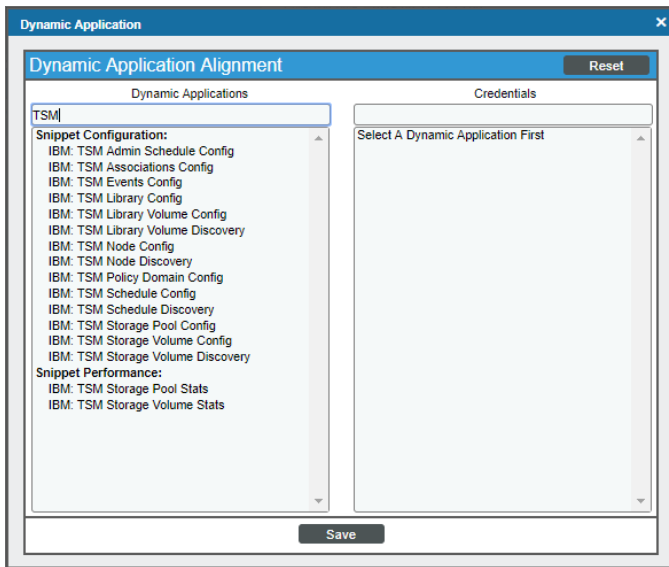 Dynamic Application
Dynamic Application Alignment
Reset
Dynamic Applications
Credentials
TSM
Snippet Configuration:
IBM: TSM Admin Schedule Config
IBM: TSM Associations Config
IBM: TSM Events Config
IBM: TSM Library Config
IBM: TSM Library Volume Config
IBM: TSM Library Volume Discovery
IBM: TSM Node Config
IBM: TSM Node Discovery
IBM: TSM Policy Domain Config
IBM: TSM Schedule Config
IBM: TSM Schedule Discovery
IBM: TSM Storage Pool Config
IBM: TSM Storage Volume Config
IBM: TSM Storage Volume Discovery
Snippet Performance:
IBM: TSM Storage Pool Stats
IBM: TSM Storage Volume Stats
Select A Dynamic Application First
Save